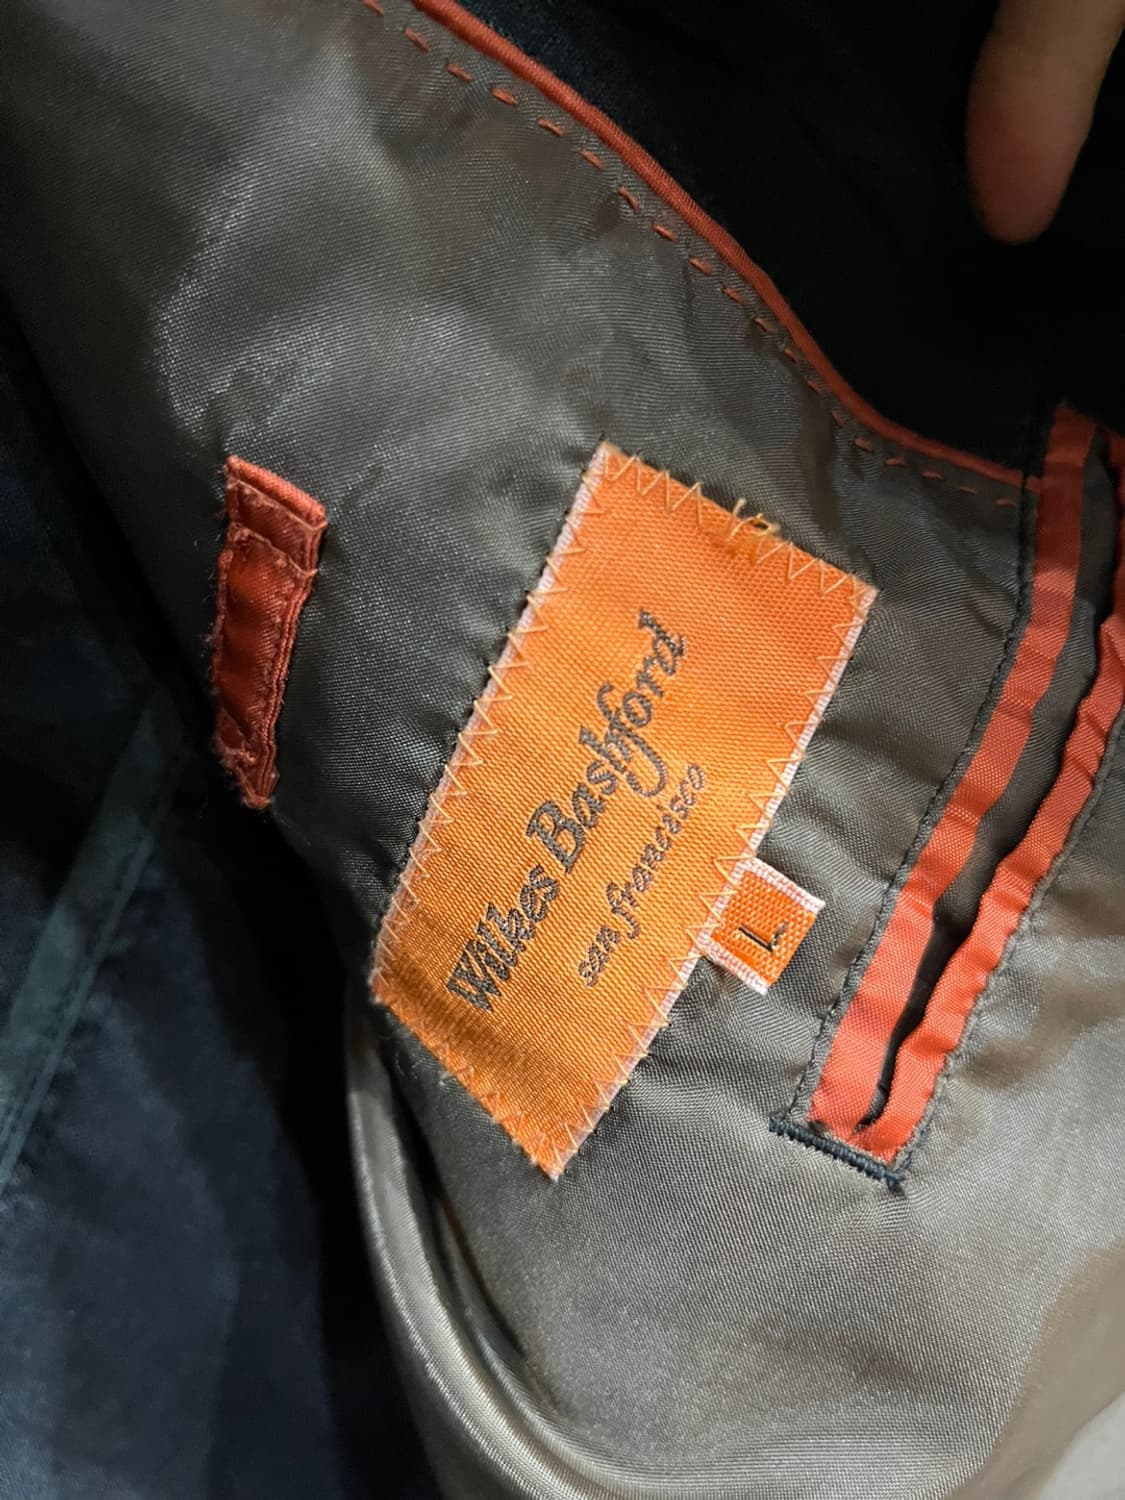 Wilkes Bashford
san francisco
L